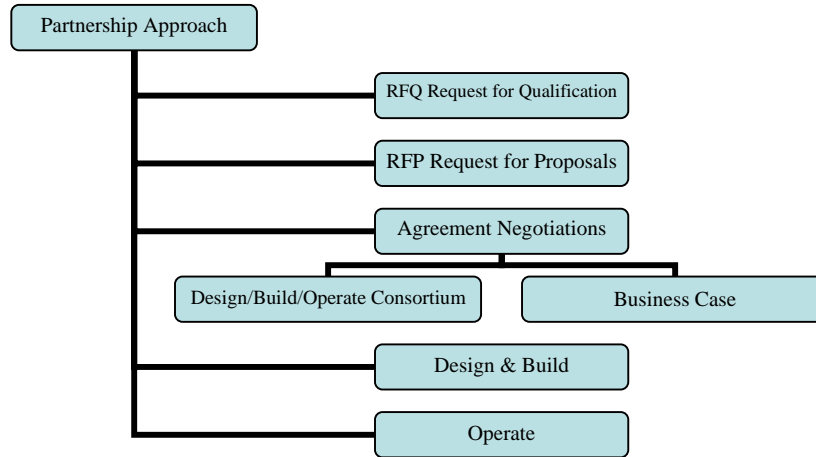 Partnership Approach
RFQ Request for Qualification
RFP Request for Proposals
Agreement Negotiations
Design/Build/Operate Consortium
Business Case
Design & Build
Operate